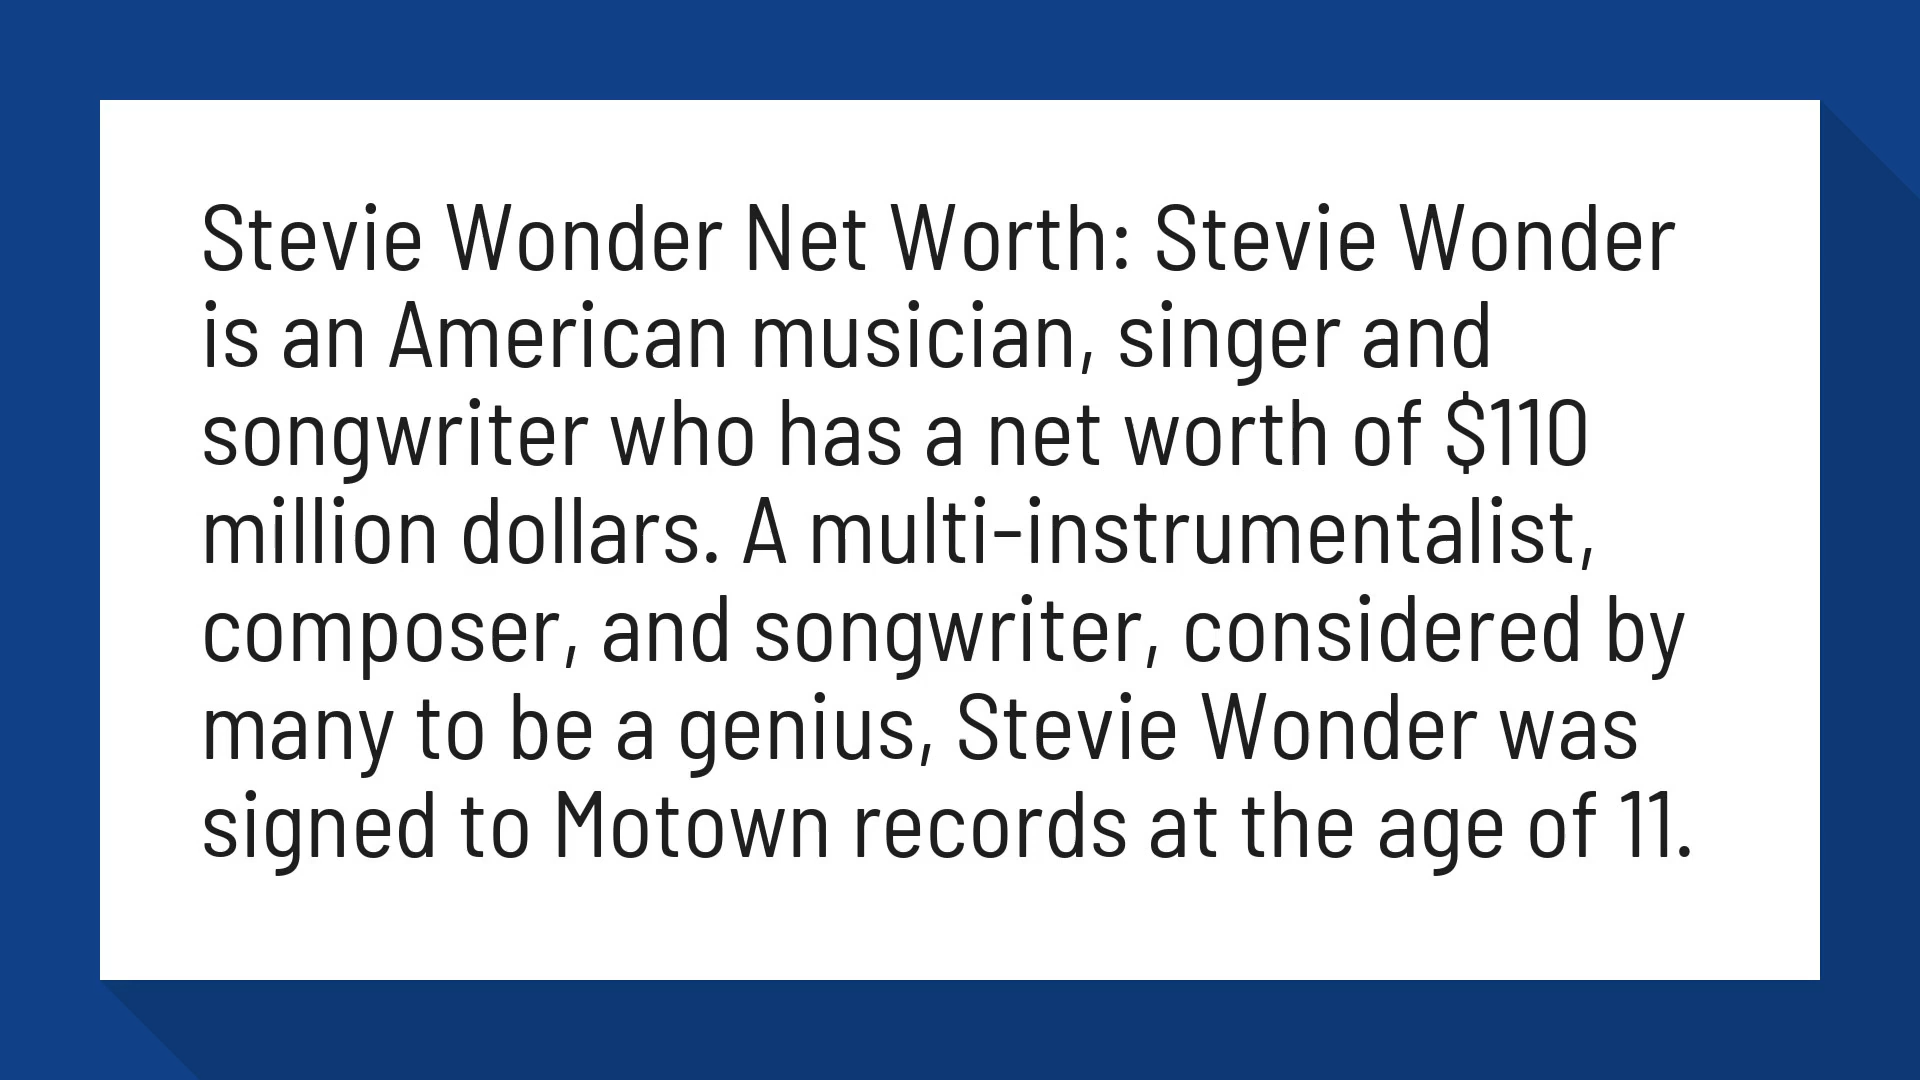 Stevie Wonder Net Worth: Stevie Wonder
is an American musician, singer and
songwriter who has a net worth of $110
million dollars. A multi-instrumentalist,
composer, and songwriter, considered by
many to be a genius, Stevie Wonder was
signed to Motown records at the age of 11.